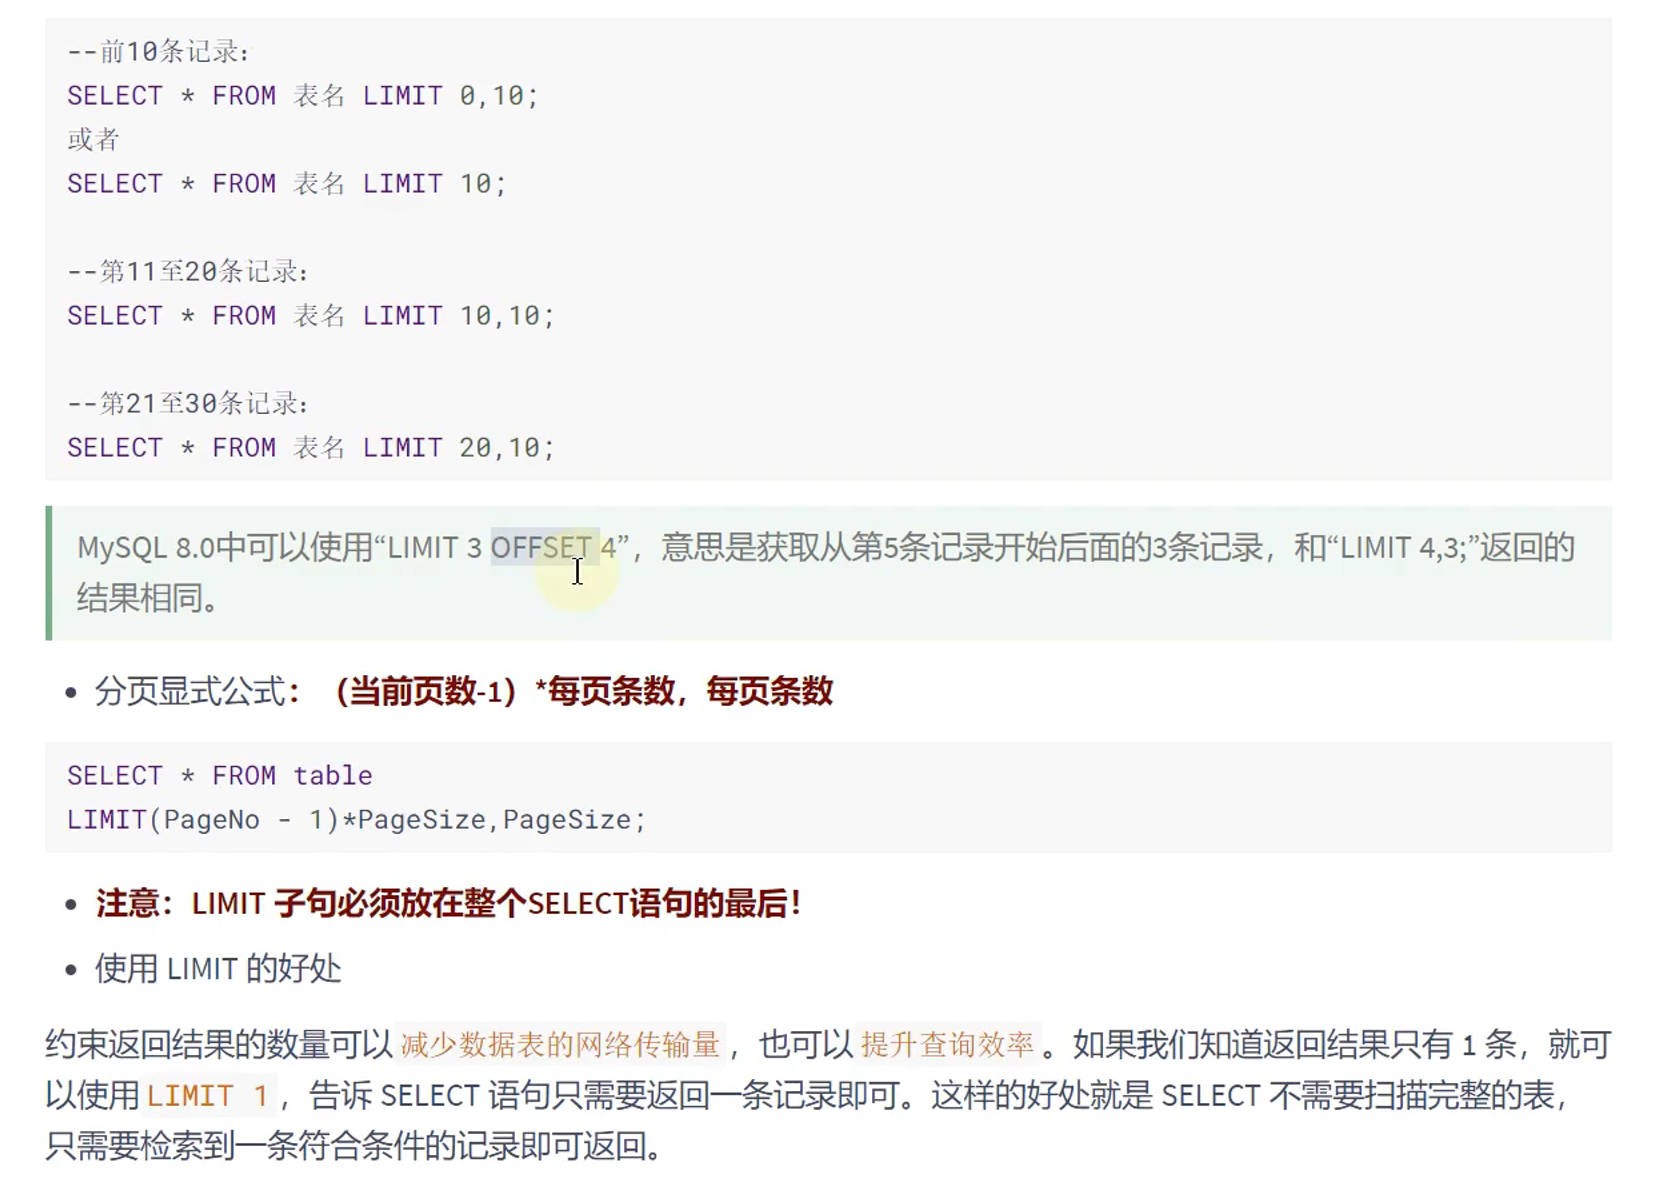 --前10条记录：
SELECT * FROM 表名 LIMIT 0,10;
或者
SELECT * FROM 表名 LIMIT 10;
--第11至20条记录：
SELECT * FROM 表名 LIMIT 10,10;
--第21至30条记录：
SELECT * FROM 表名 LIMIT 20,10;
MySQL 8.0中可以使用“LIMIT 3 OFFSET 4”，意思是获取从第5条记录开始后面的3条记录，和“LIMIT 4,3;”返回的
结果相同。
• 分页显式公式：（当前页数-1）*每页条数，每页条数
SELECT * FROM table
LIMIT(PageNo - 1)*PageSize,PageSize;
• 注意：LIMIT 子句必须放在整个SELECT语句的最后！
• 使用 LIMIT 的好处
约束返回结果的数量可以 减少数据表的网络传输量 ，也可以 提升查询效率 。如果我们知道返回结果只有 1 条，就可
以使用 LIMIT 1 ，告诉 SELECT 语句只需要返回一条记录即可。这样的好处就是 SELECT 不需要扫描完整的表，
只需要检索到一条符合条件的记录即可返回。